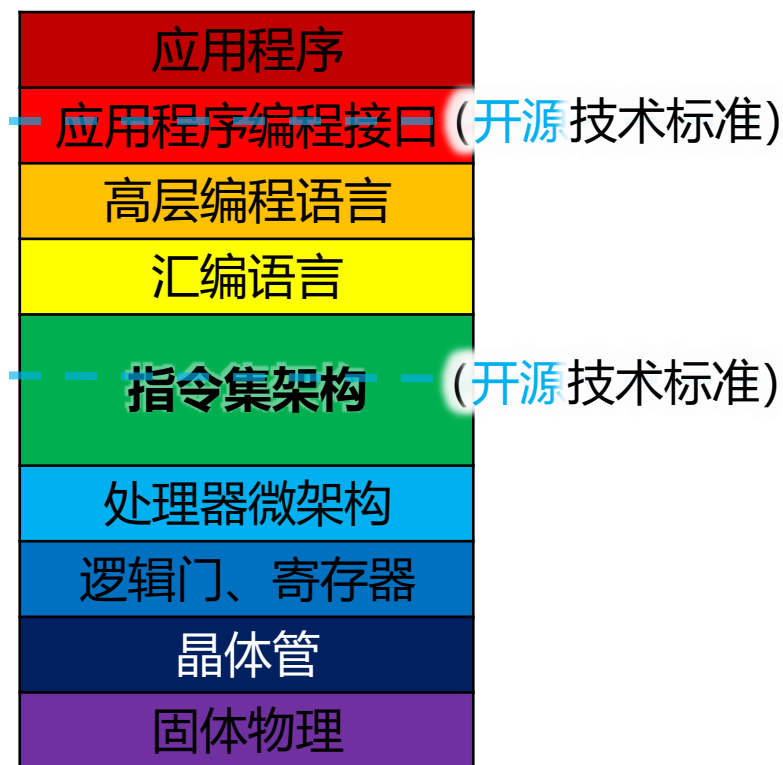 应用程序
应用程序编程接口 (开源技术标准)
高层编程语言
汇编语言
指令集架构 (开源技术标准)
处理器微架构
逻辑门、寄存器
晶体管
固体物理